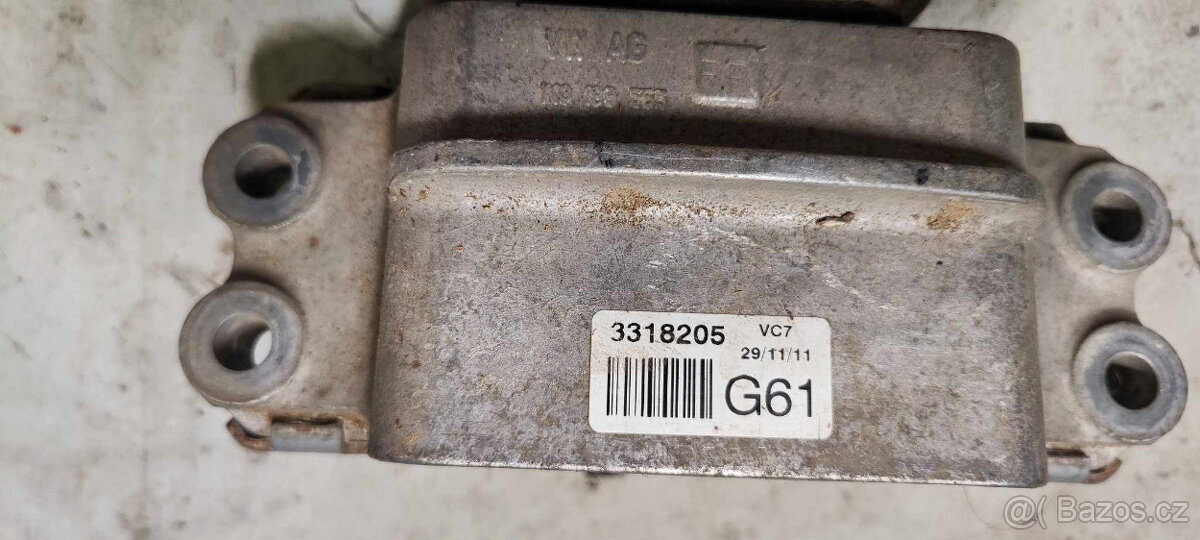 VW AG
3318205 VC7
29/11/11
G61
@Bazos.cz